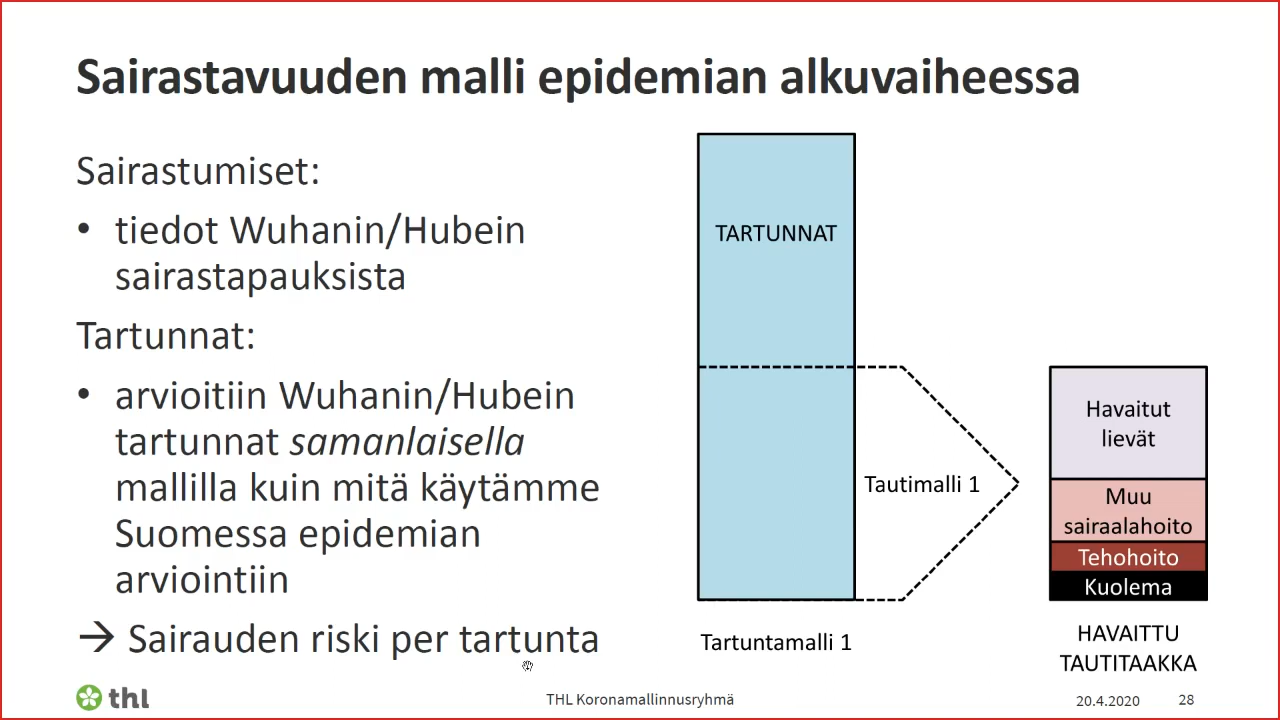 Sairastavuuden malli epidemian alkuvaiheessa
Sairastumiset:
• tiedot Wuhanin/Hubein
sairastapauksista
Tartunnat:
• arvioitiin Wuhanin/Hubein
tartunnat samanlaisella
mallilla kuin mitä käytämme
Suomessa epidemian
arviointiin
→ Sairauden riski per tartunta
TARTUNNAT
Tautimalli 1
Tartuntamalli 1
Havaitut
lievät
Muu
sairaalahoito
Tehohoito
Kuolema
HAVAITTU
TAUTITAAKKA
thl
THL Koronamallinnusryhmä
20.4.2020
28